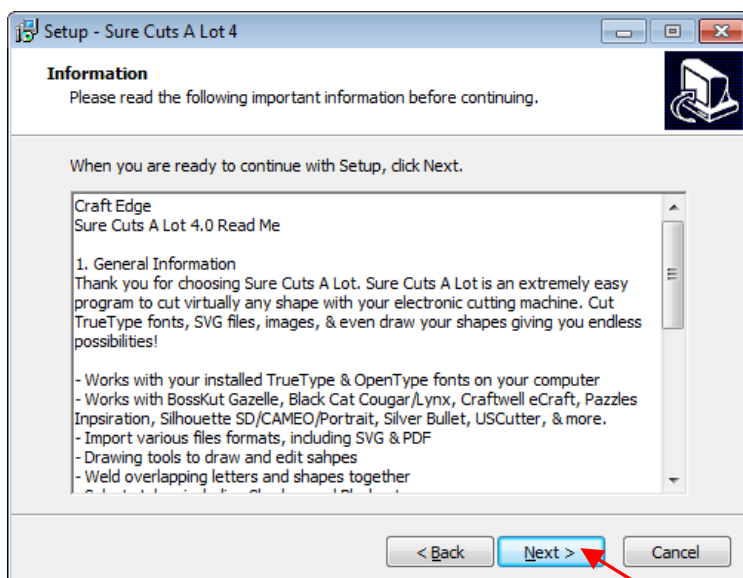 Setup - Sure Cuts A Lot 4
Information
Please read the following important information before continuing.
When you are ready to continue with Setup, click Next.
Craft Edge
Sure Cuts A Lot 4.0 Read Me
1. General Information
Thank you for choosing Sure Cuts A Lot. Sure Cuts A Lot is an extremely easy
program to cut virtually any shape with your electronic cutting machine. Cut
TrueType fonts, SVG files, images, & even draw your shapes giving you endless
possibilities!
- Works with your installed TrueType & OpenType fonts on your computer
- Works with BossKut Gazelle, Black Cat Cougar/Lynx, Craftwell eCraft, Pazzles
Inpsiration, Silhouette SD/CAMEO/Portrait, Silver Bullet, USCutter, & more.
- Import various files formats, including SVG & PDF
- Drawing tools to draw and edit sahpes
- Weld overlapping letters and shapes together
< Back
Next >
Cancel